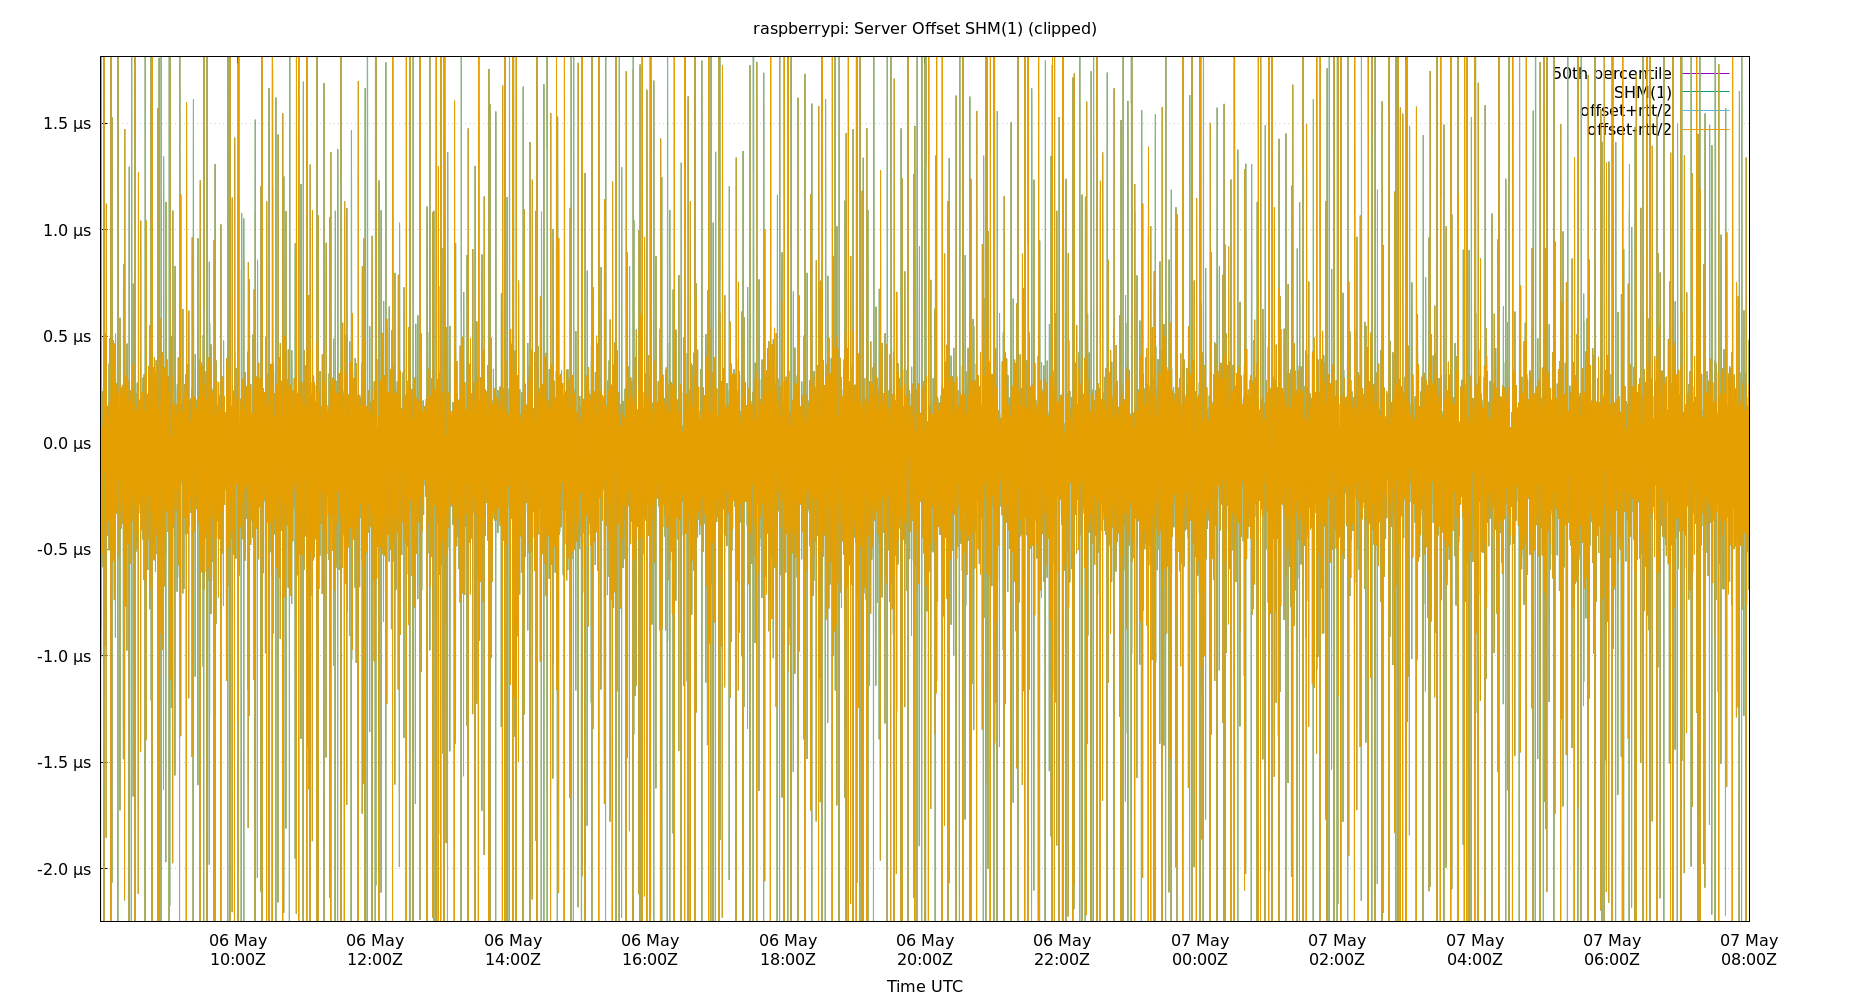 raspberrypi: Server Offset SHM(1) (clipped)
50th percentile
SHM(1)
offset+rtt/2
offset-rtt/2
1.5 µs
1.0 µs
0.5 µs
0.0 µs
-0.5 µs
-1.0 µs
-1.5 µs
-2.0 µs
06 May 06 May 06 May 06 May 06 May 06 May 06 May 07 May 07 May 07 May 07 May 07 May
10:00Z 12:00Z 14:00Z 16:00Z 18:00Z 20:00Z 22:00Z 00:00Z 02:00Z 04:00Z 06:00Z 08:00Z
Time UTC